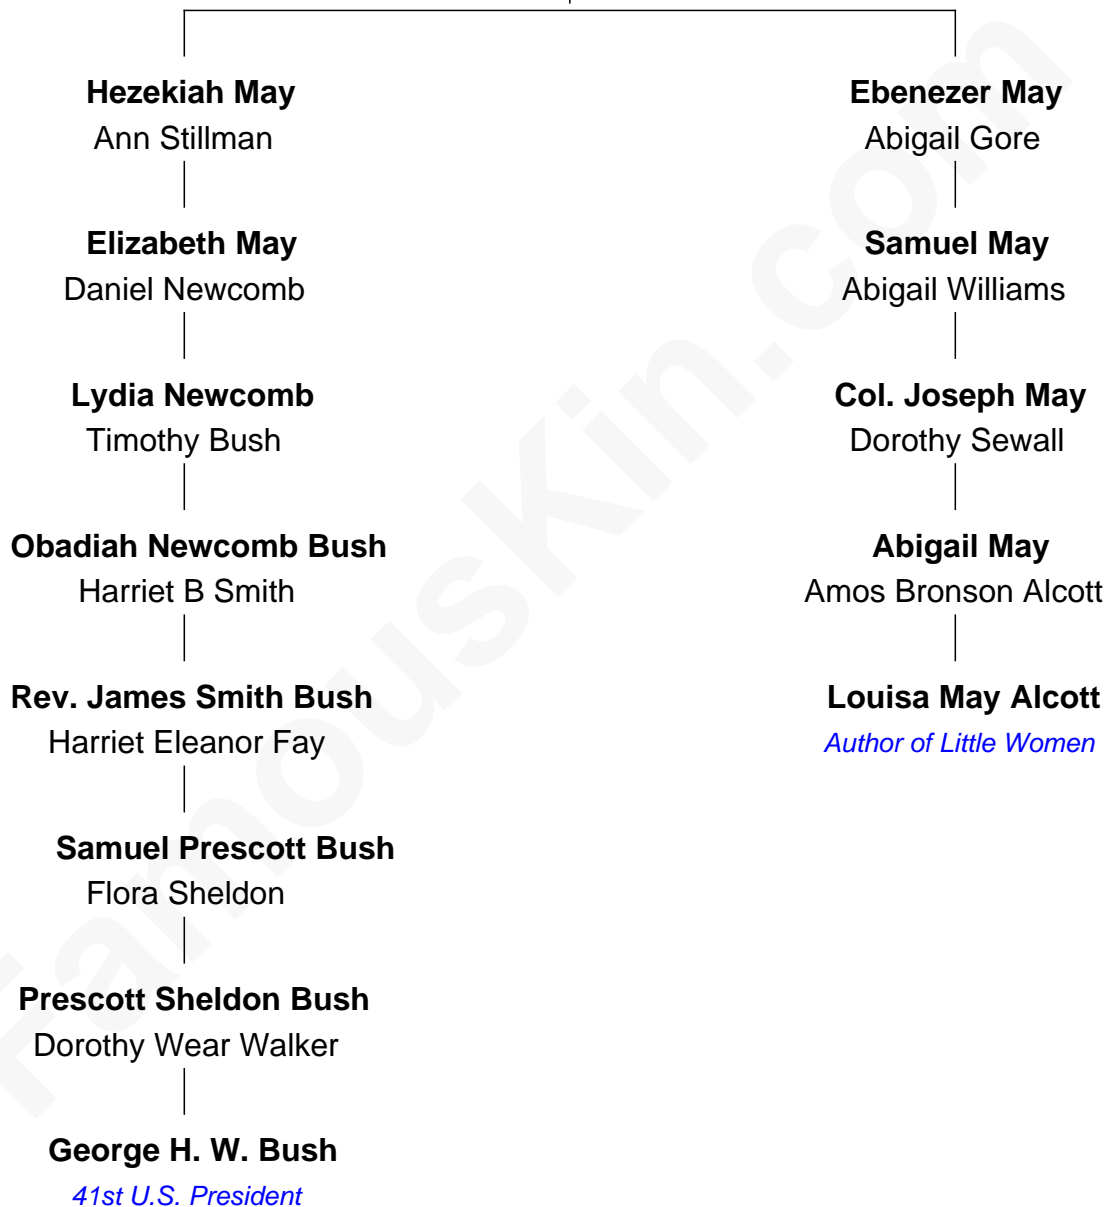 Hezekiah May
Ann Stillman
Elizabeth May
Daniel Newcomb
Lydia Newcomb
Timothy Bush
Obadiah Newcomb Bush
Harriet B Smith
Rev. James Smith Bush
Harriet Eleanor Fay
Samuel Prescott Bush
Flora Sheldon
Prescott Sheldon Bush
Dorothy Wear Walker
George H. W. Bush
41st U.S. President
Ebenezer May
Abigail Gore
Samuel May
Abigail Williams
Col. Joseph May
Dorothy Sewall
Abigail May
Amos Bronson Alcott
Louisa May Alcott
Author of Little Women
FamousKin.com